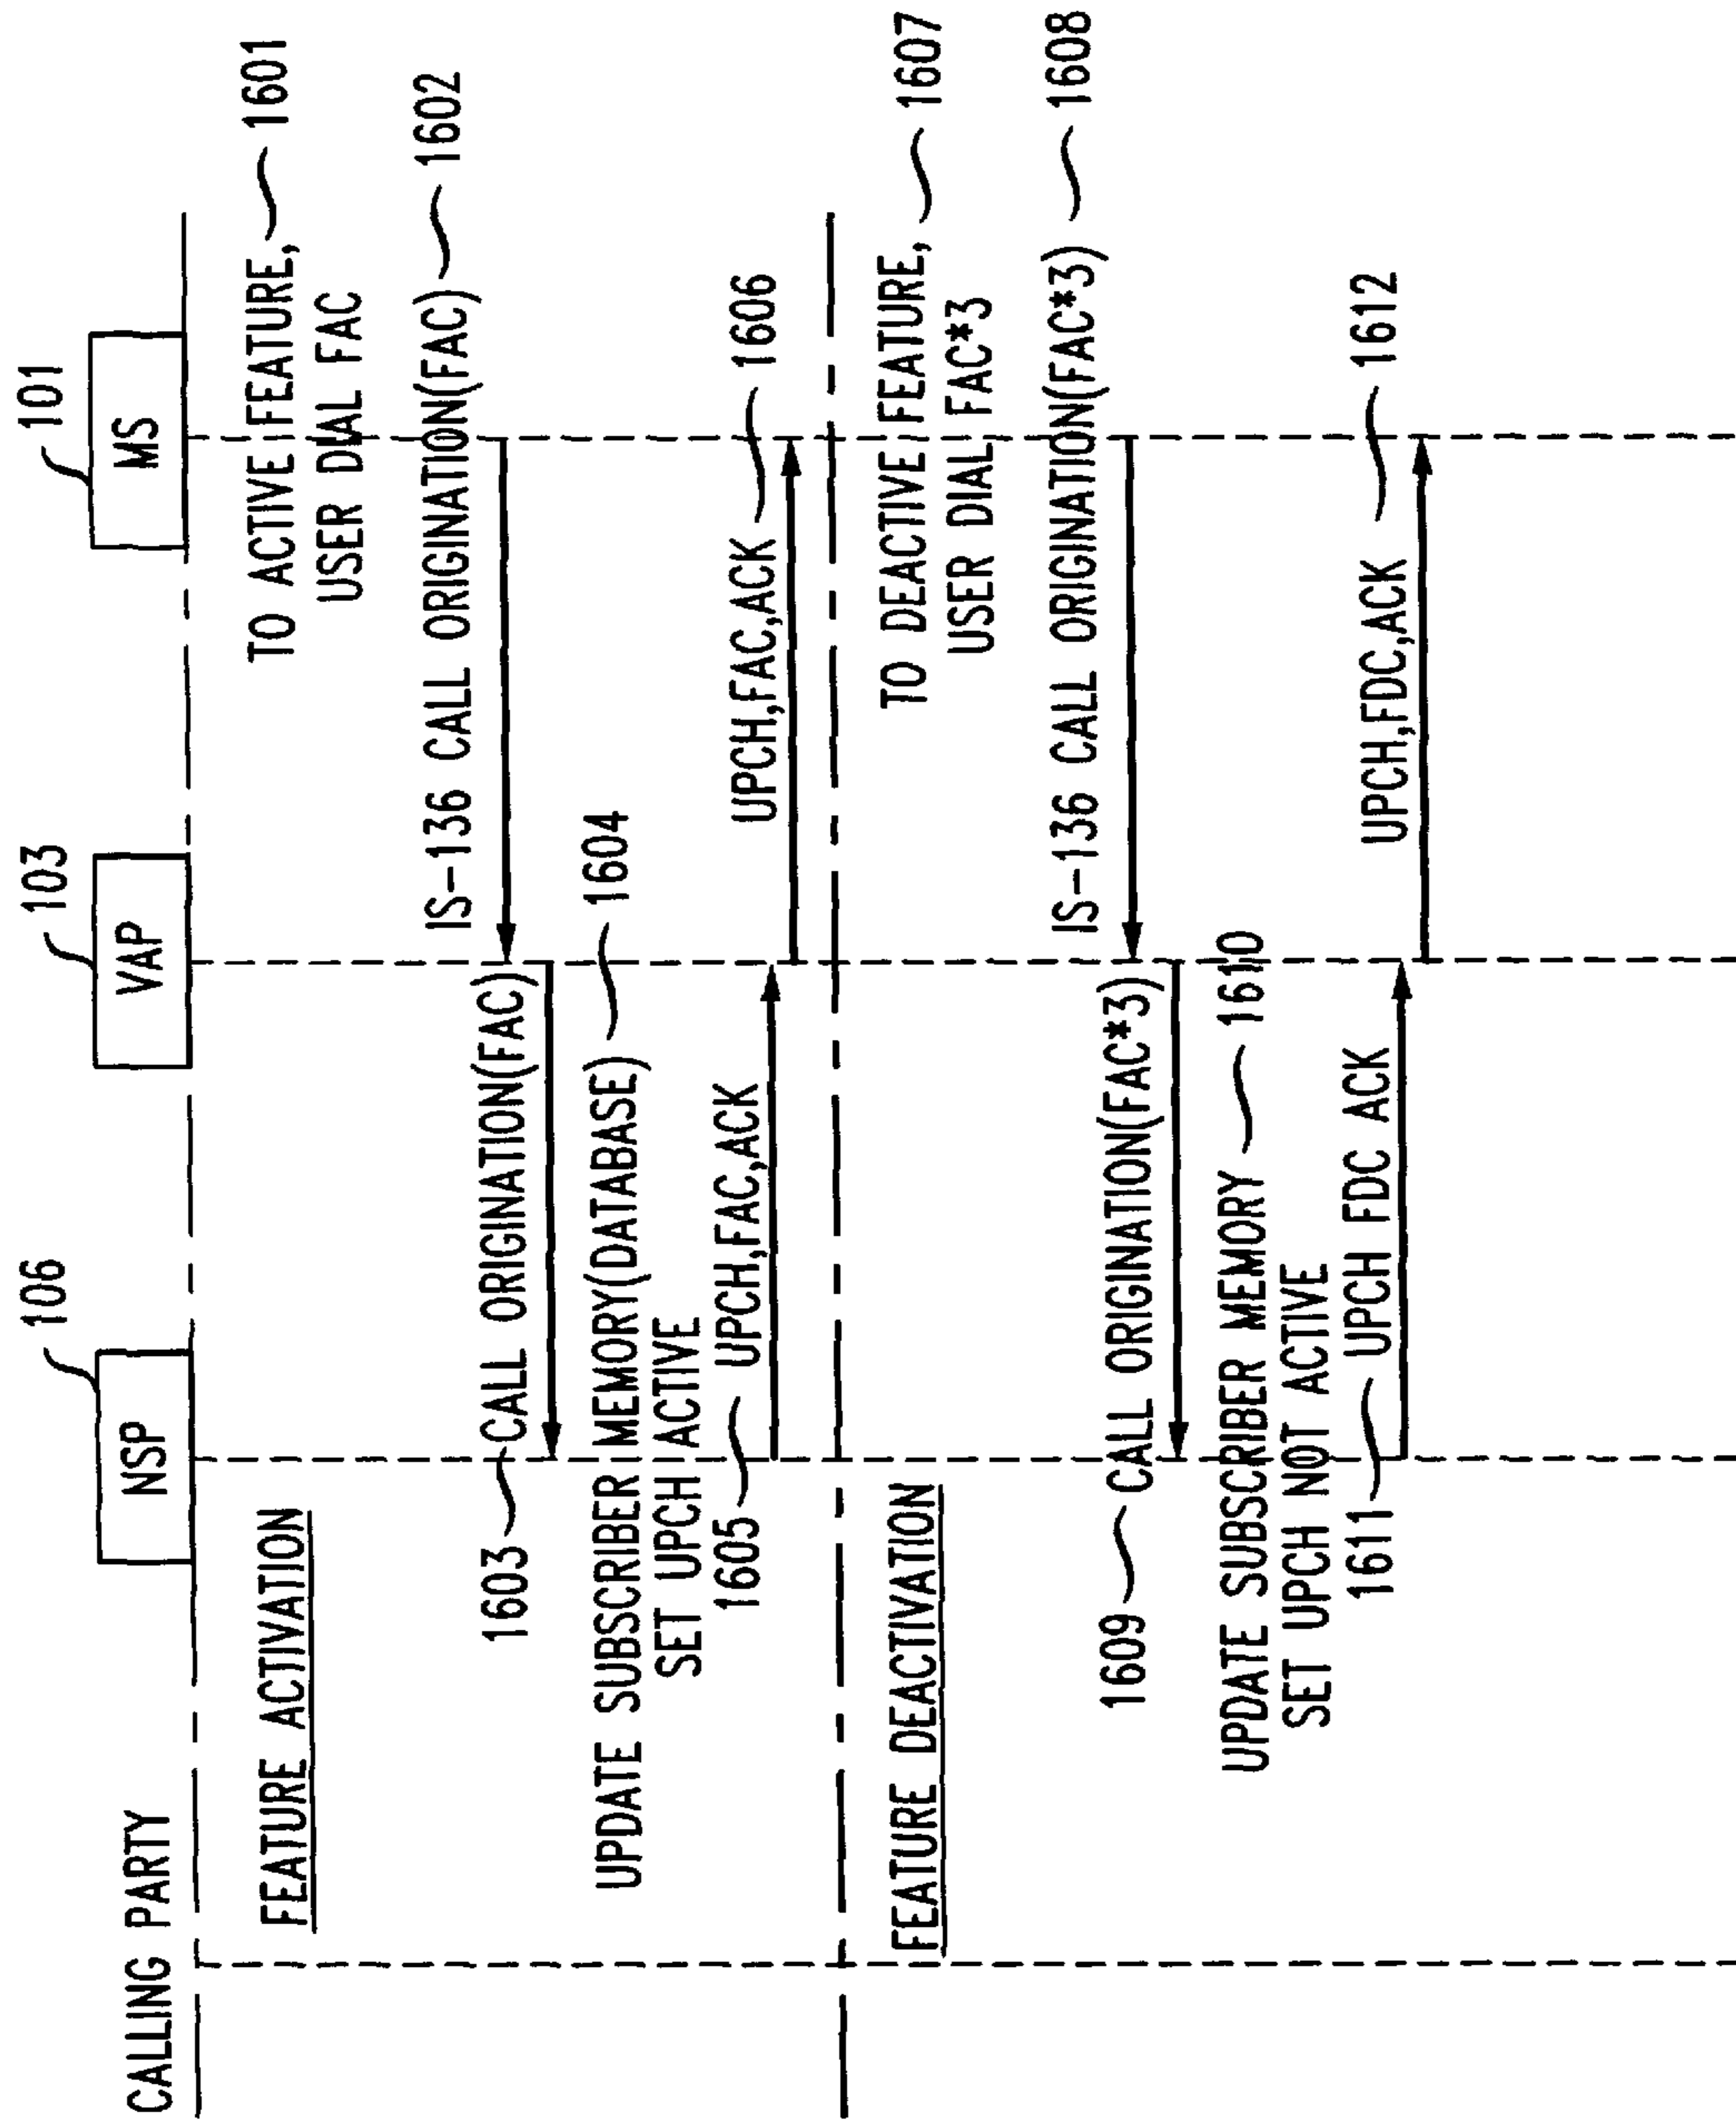 CALLING PARTY
106
NSP
103
VAP
101
MS
FEATURE ACTIVATION
TO ACTIVE FEATURE,
USER DIAL FAC
1601
IS-136 CALL ORIGINATION(FAC)
1602
1603
CALL ORIGINATION(FAC)
UPDATE SUBSCRIBER MEMORY(DATABASE)
SET UPCH ACTIVE
1604
1605
UPCH,FAC,ACK
UPCH,FAC,ACK
1606
FEATURE DEACTIVATION
TO DEACTIVE FEATURE,
USER DIAL FAC*3
1607
IS-136 CALL ORIGINATION(FAC*3)
1608
1609
CALL ORIGINATION(FAC*3)
UPDATE SUBSCRIBER MEMORY
SET UPCH NOT ACTIVE
1610
1611
UPCH FDC ACK
UPCH,FDC,ACK
1612